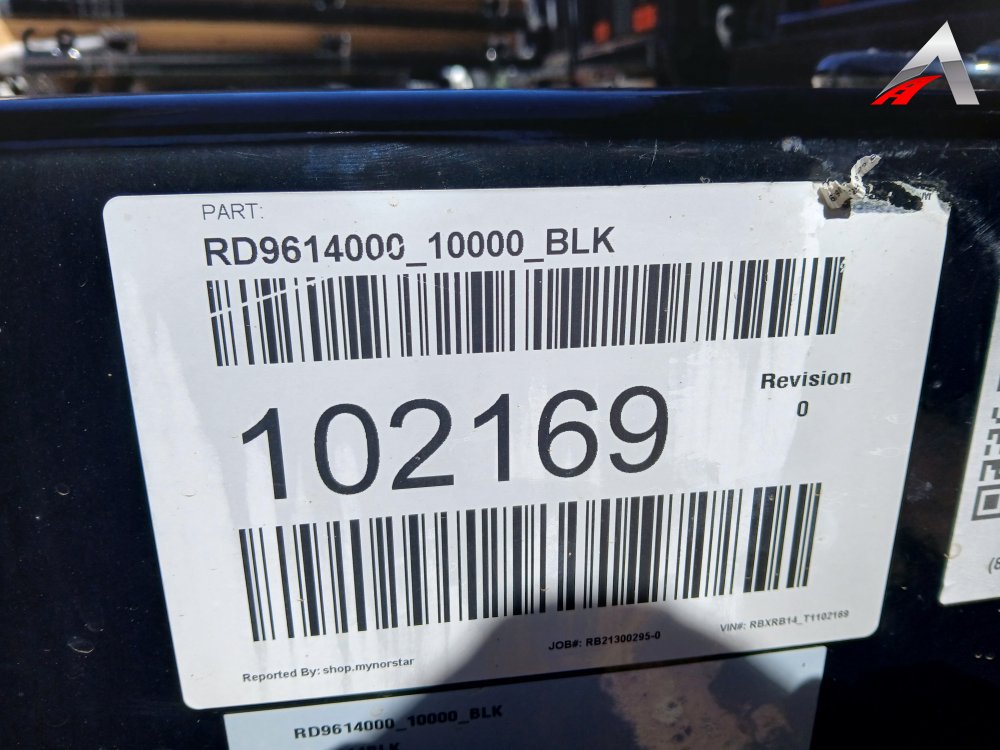 PART:
RD9614000_10000_BLK
Revision
0
102169
JOB#: RB21300295-0
VIN#: RBXRB14_T1102169
Reported By: shop.mynorstar
RD9614000_10000_BLK